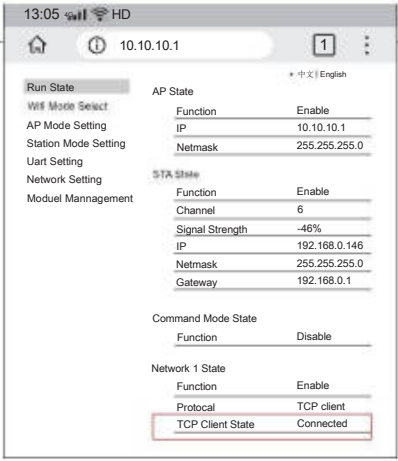 13:05 4G HD
10.10.10.1 1
中文 | English
Run State
Wifi Mode Select
AP Mode Setting
Station Mode Setting
Uart Setting
Network Setting
Moduel Mannagement
AP State
Function Enable
IP 10.10.10.1
Netmask 255.255.255.0
STA State
Function Enable
Channel 6
Signal Strength -46%
IP 192.168.0.146
Netmask 255.255.255.0
Gateway 192.168.0.1
Command Mode State
Function Disable
Network 1 State
Function Enable
Protocal TCP client
TCP Client State Connected